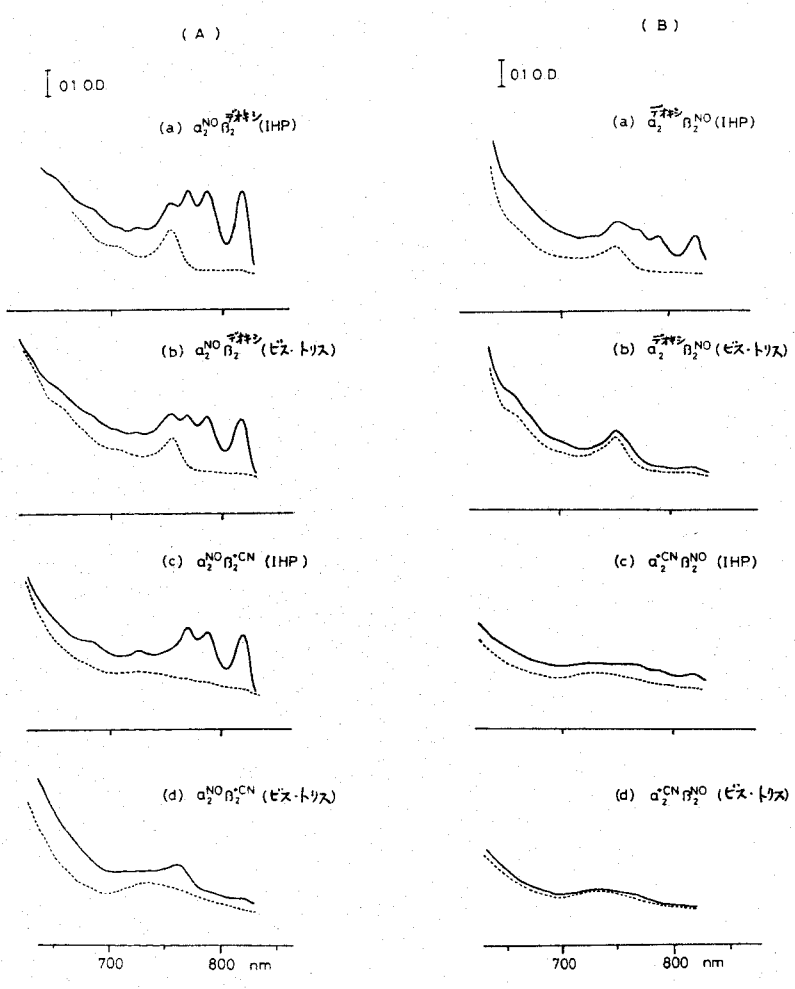 ( A )
0.1 O.D.
(a) α₂ᴺᴼ β₂デオキシ (IHP)
(b) α₂ᴺᴼ β₂デオキシ (ビス・トリス)
(c) α₂ᴺᴼ β₂⁺ᶜᴺ (IHP)
(d) α₂ᴺᴼ β₂⁺ᶜᴺ (ビス・トリス)
700 800 nm
( B )
0.1 O.D.
(a) α₂デオキシ β₂ᴺᴼ (IHP)
(b) α₂デオキシ β₂ᴺᴼ (ビス・トリス)
(c) α₂⁺ᶜᴺ β₂ᴺᴼ (IHP)
(d) α₂⁺ᶜᴺ β₂ᴺᴼ (ビス・トリス)
700 800 nm